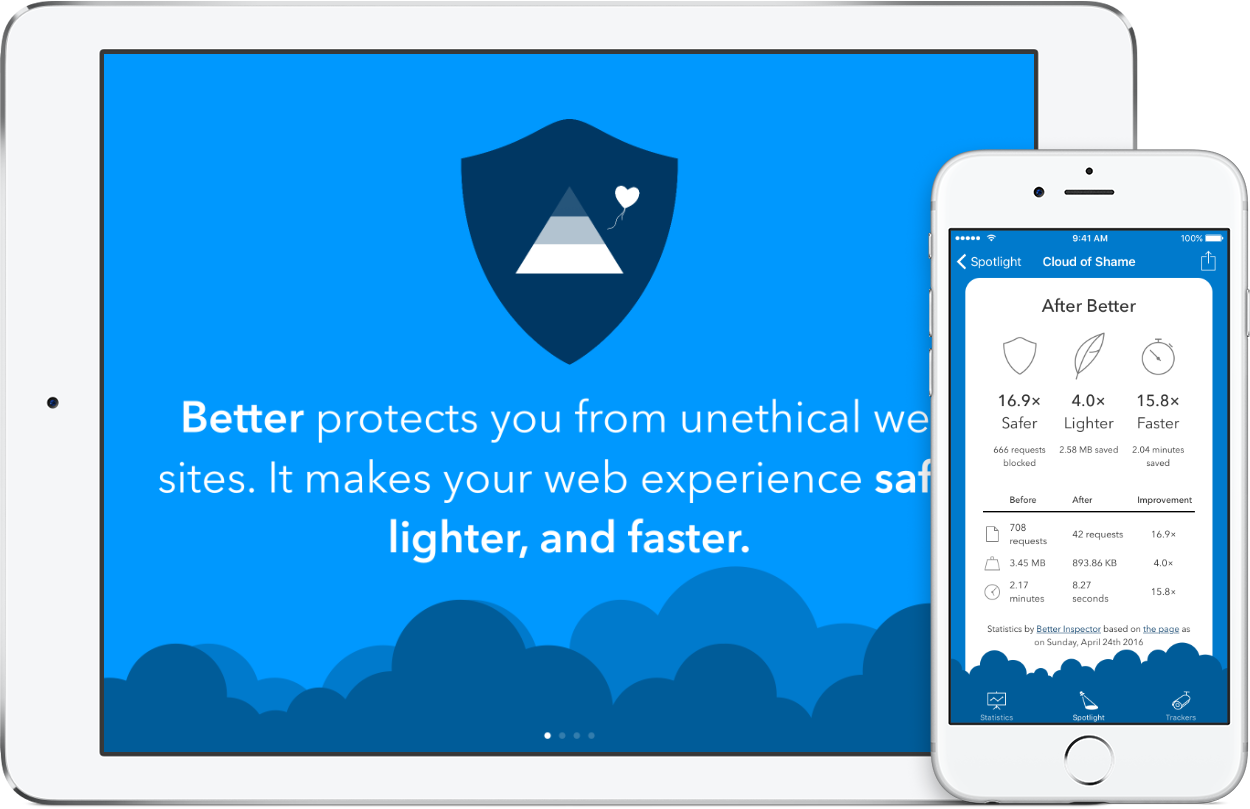 Better protects you from unethical we
sites. It makes your web experience saf
lighter, and faster.
9:41 AM
100%
Spotlight
Cloud of Shame
After Better
16.9× 4.0× 15.8×
Safer Lighter Faster
666 requests blocked 2.58 MB saved 2.04 minutes saved
Before After Improvement
708 requests 42 requests 16.9×
3.45 MB 893.86 KB 4.0×
2.17 minutes 8.27 seconds 15.8×
Statistics by Better Inspector based on the page as
on Sunday, April 24th 2016
Statistics Spotlight Trackers